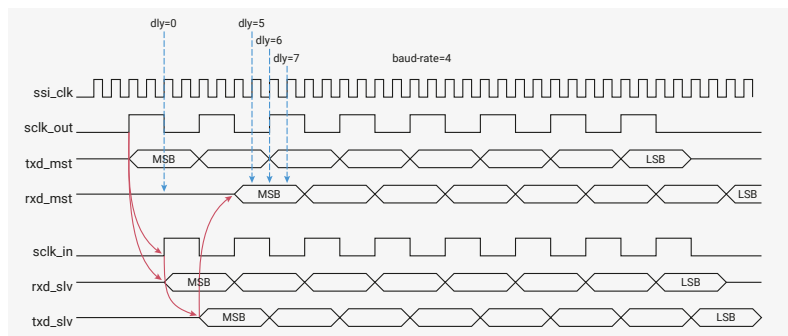 dly=0
dly=5
dly=6
dly=7
baud-rate=4
ssi_clk
sclk_out
txd_mst
MSB
LSB
rxd_mst
MSB
LSB
sclk_in
rxd_slv
MSB
LSB
txd_slv
MSB
LSB